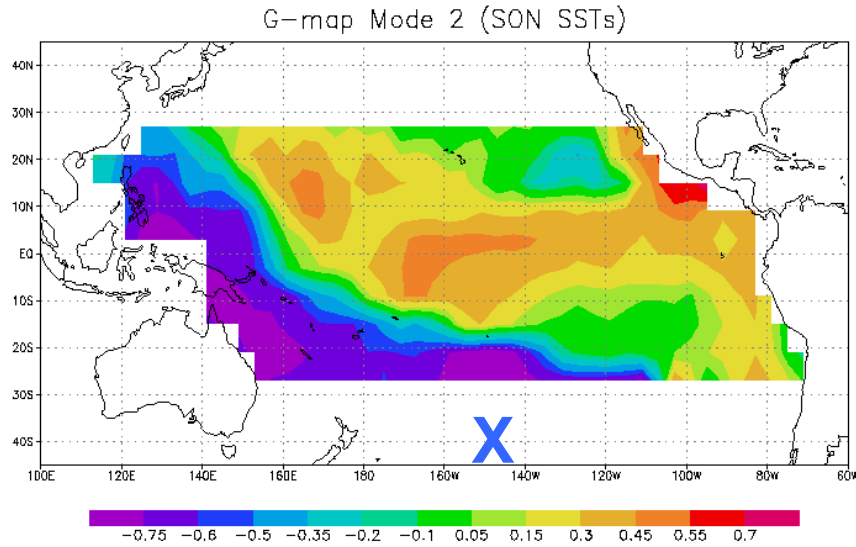 G-map Mode 2 (SON SSTs)
40N
30N
20N
10N
EQ
10S
20S
30S
40S
X
100E 120E 140E 160E 180 160W 140W 120W 100W 80W 60W
-0.75 -0.6 -0.5 -0.35 -0.2 -0.1 0.05 0.15 0.3 0.45 0.55 0.7